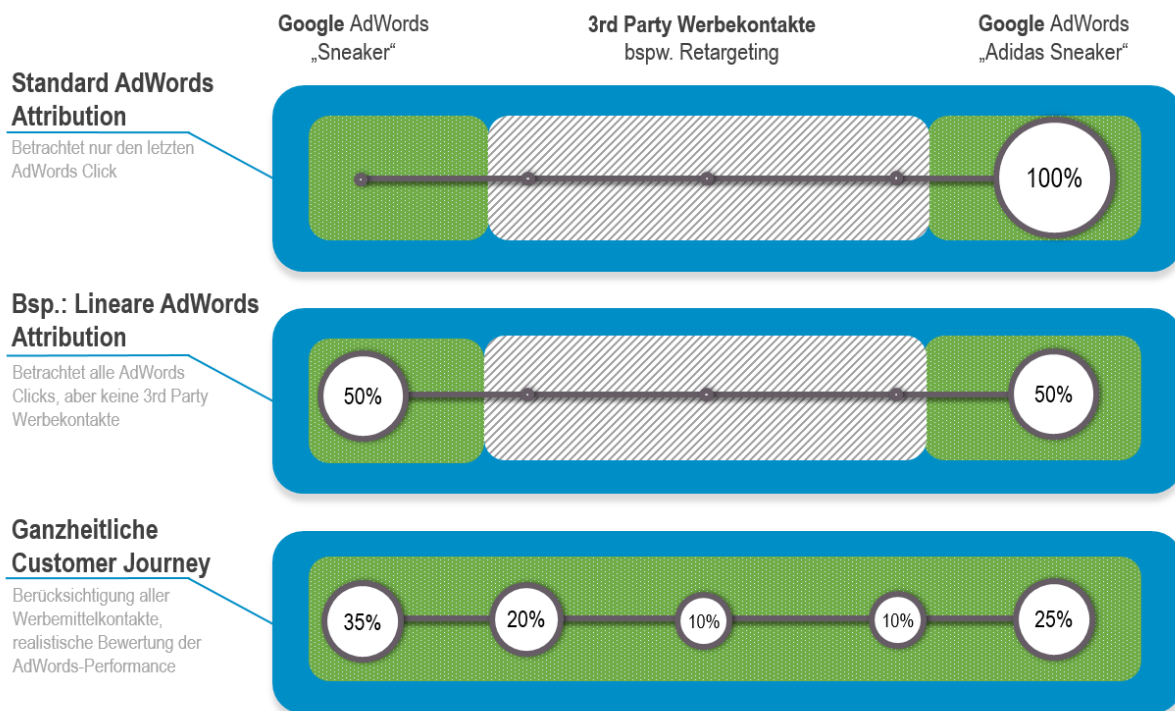 Google AdWords
„Sneaker“
3rd Party Werbekontakte
bspw. Retargeting
Google AdWords
„Adidas Sneaker“
Standard AdWords
Attribution
Betrachtet nur den letzten
AdWords Click
100%
Bsp.: Lineare AdWords
Attribution
Betrachtet alle AdWords
Clicks, aber keine 3rd Party
Werbekontakte
50%
50%
Ganzheitliche
Customer Journey
Berücksichtigung aller
Werbemittelkontakte,
realistische Bewertung der
AdWords-Performance
35%
20%
10%
10%
25%